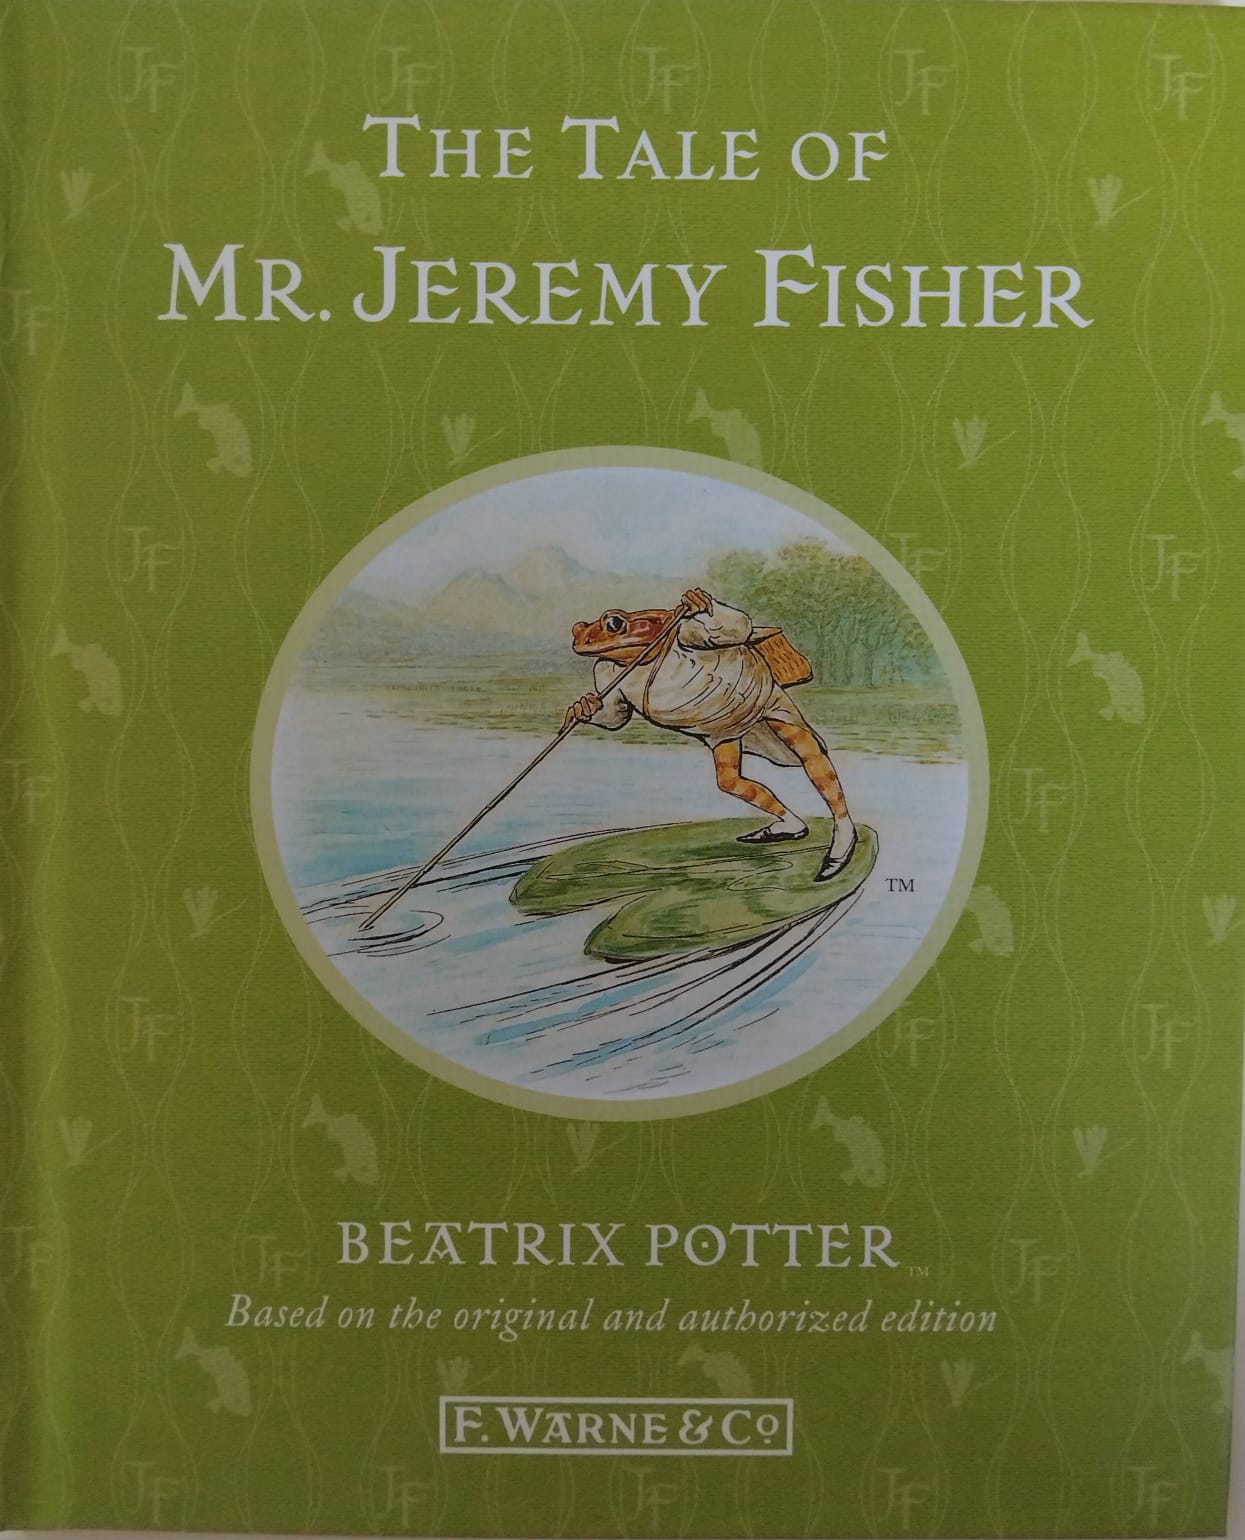 THE TALE OF
MR. JEREMY FISHER
TM
BEATRIX POTTER TM
Based on the original and authorized edition
F. WARNE & Co